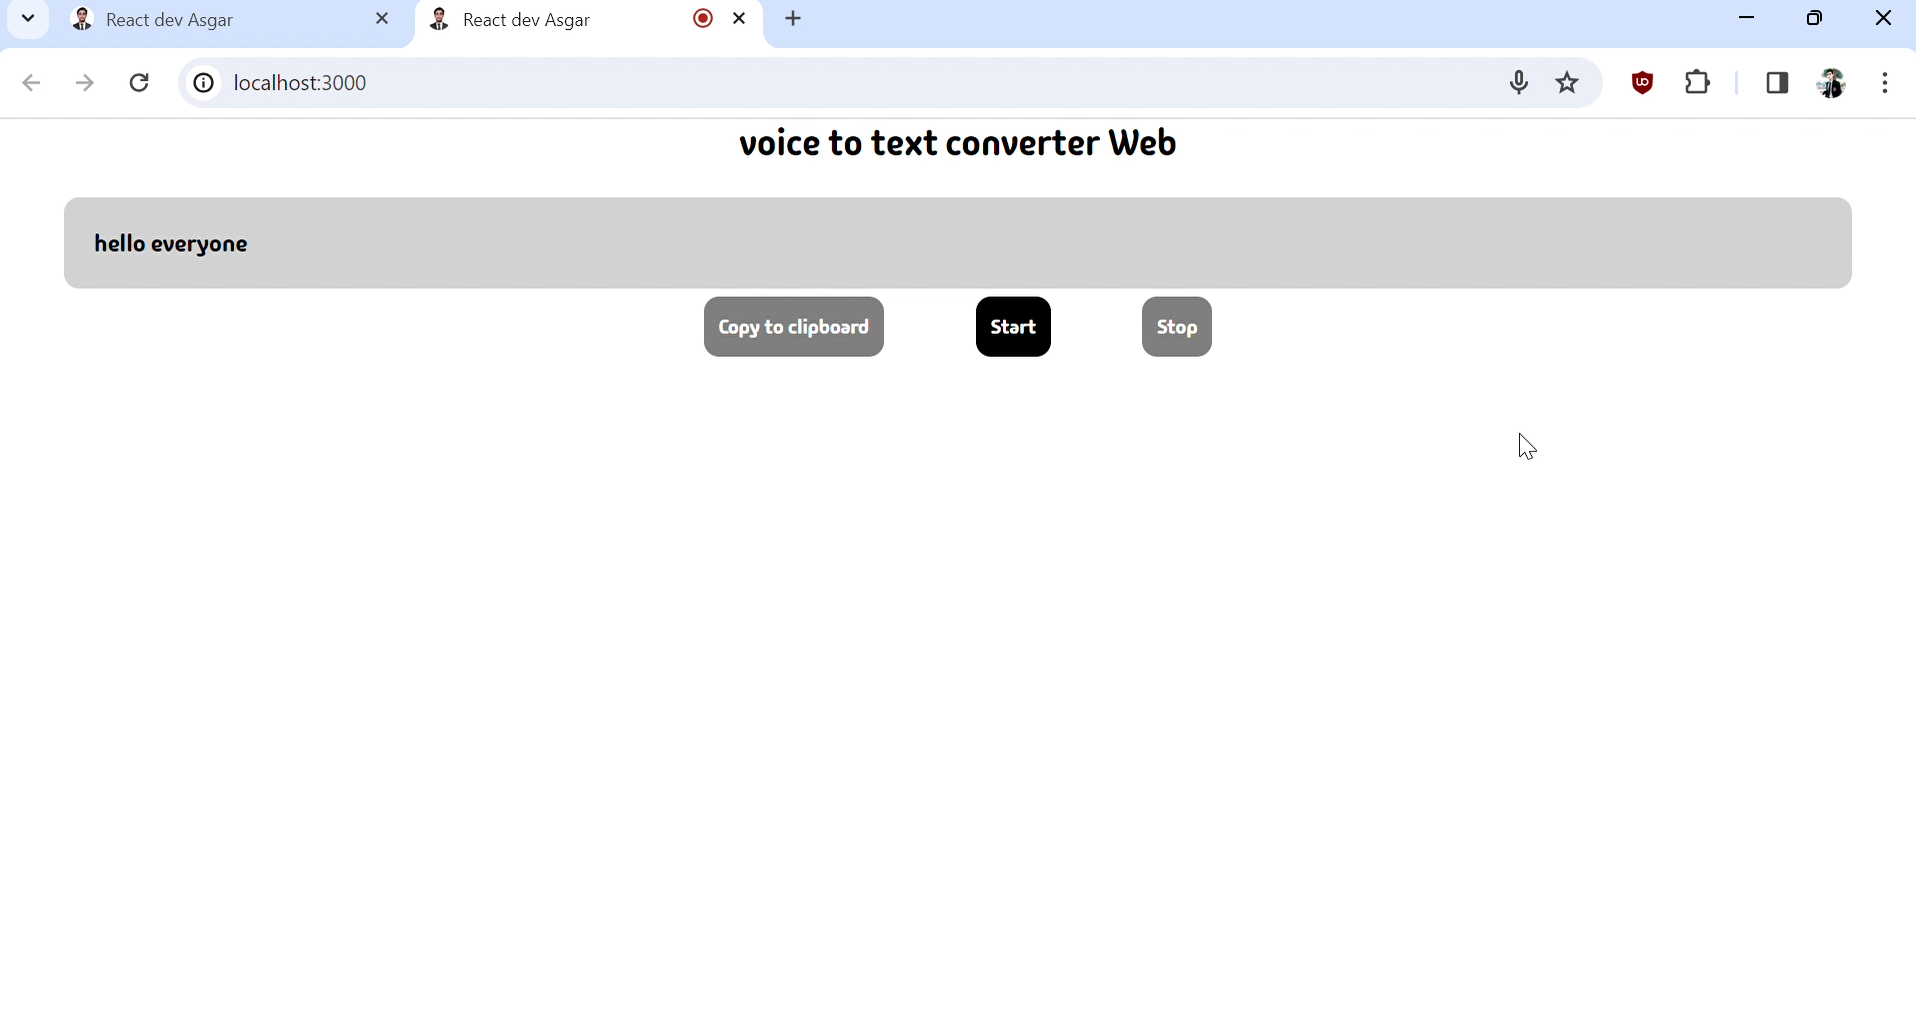 React dev Asgar
React dev Asgar
localhost:3000
voice to text converter Web
hello everyone
Copy to clipboard
Start
Stop